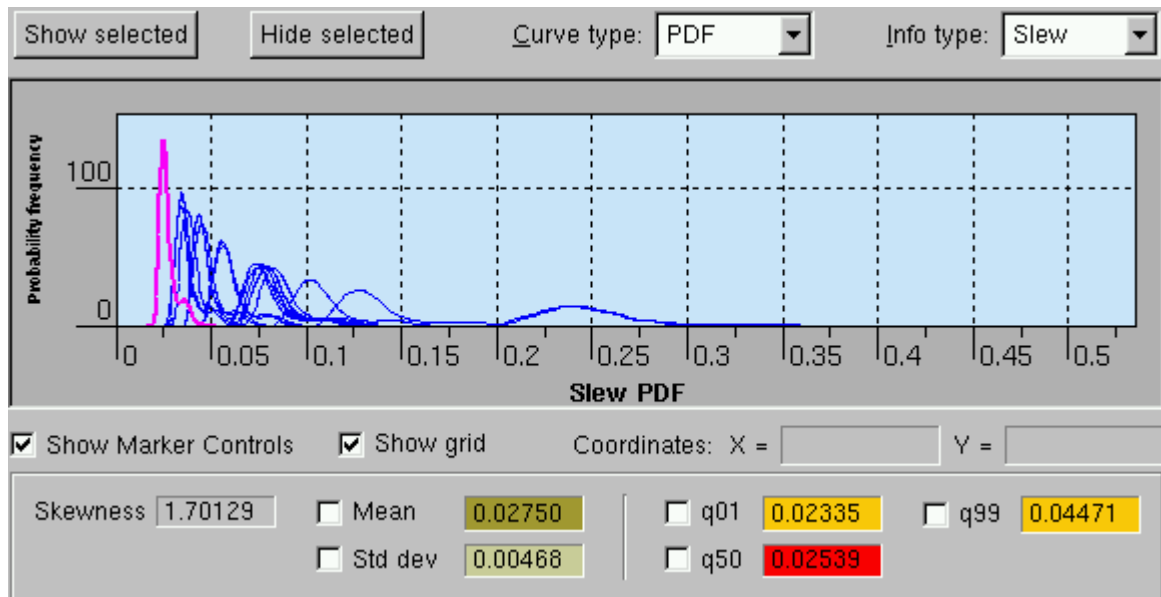 Show selected Hide selected Curve type: PDF Info type: Slew
Probability frequency
100
0
0 0.05 0.1 0.15 0.2 0.25 0.3 0.35 0.4 0.45 0.5
Slew PDF
Show Marker Controls Show grid Coordinates: X = Y =
Skewness 1.70129 Mean 0.02750 q01 0.02335 q99 0.04471
Std dev 0.00468 q50 0.02539